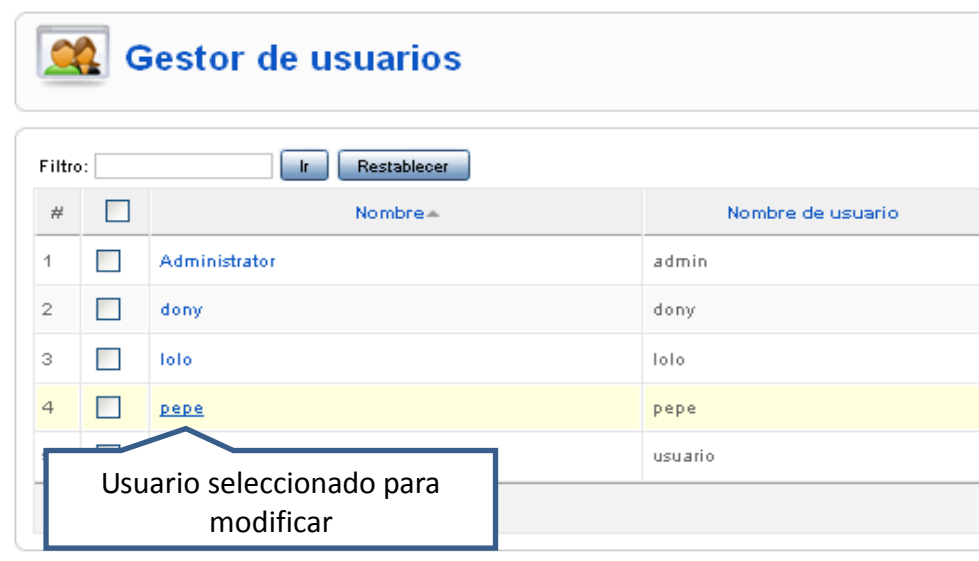 Gestor de usuarios
Filtro: Ir Restablecer
# Nombre Nombre de usuario
1 Administrator admin
2 dony dony
3 lolo lolo
4 pepe pepe
usuario
Usuario seleccionado para
modificar